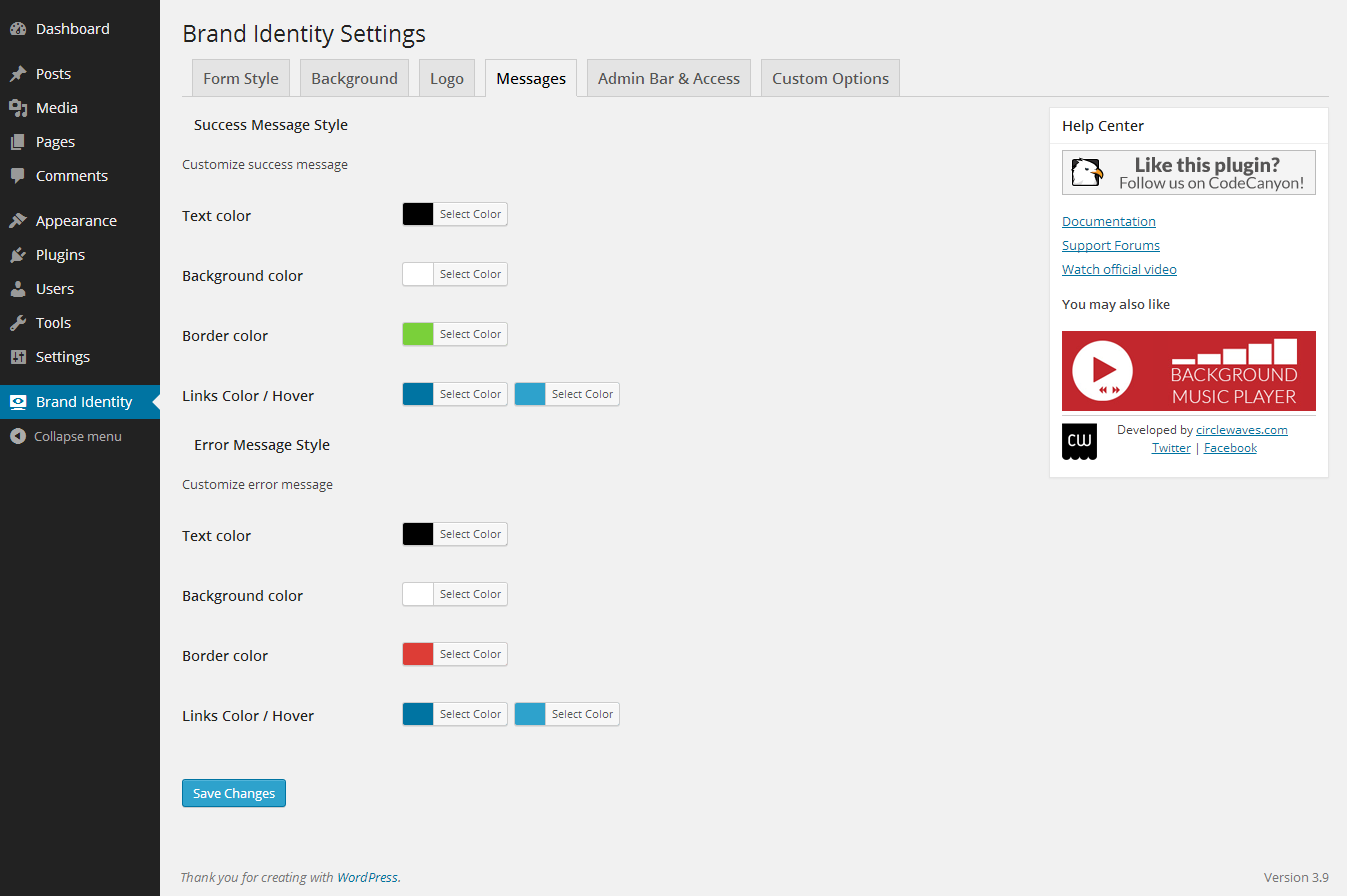 Dashboard
Posts
Media
Pages
Comments
Appearance
Plugins
Users
Tools
Settings
Brand Identity
Collapse menu
Brand Identity Settings
Form Style
Background
Logo
Messages
Admin Bar & Access
Custom Options
Success Message Style
Customize success message
Text color
Select Color
Background color
Select Color
Border color
Select Color
Links Color / Hover
Select Color
Select Color
Error Message Style
Customize error message
Text color
Select Color
Background color
Select Color
Border color
Select Color
Links Color / Hover
Select Color
Select Color
Save Changes
Help Center
Like this plugin?
Follow us on CodeCanyon!
Documentation
Support Forums
Watch official video
You may also like
BACKGROUND
MUSIC PLAYER
CW
Developed by circlewaves.com
Twitter | Facebook
Thank you for creating with WordPress.
Version 3.9